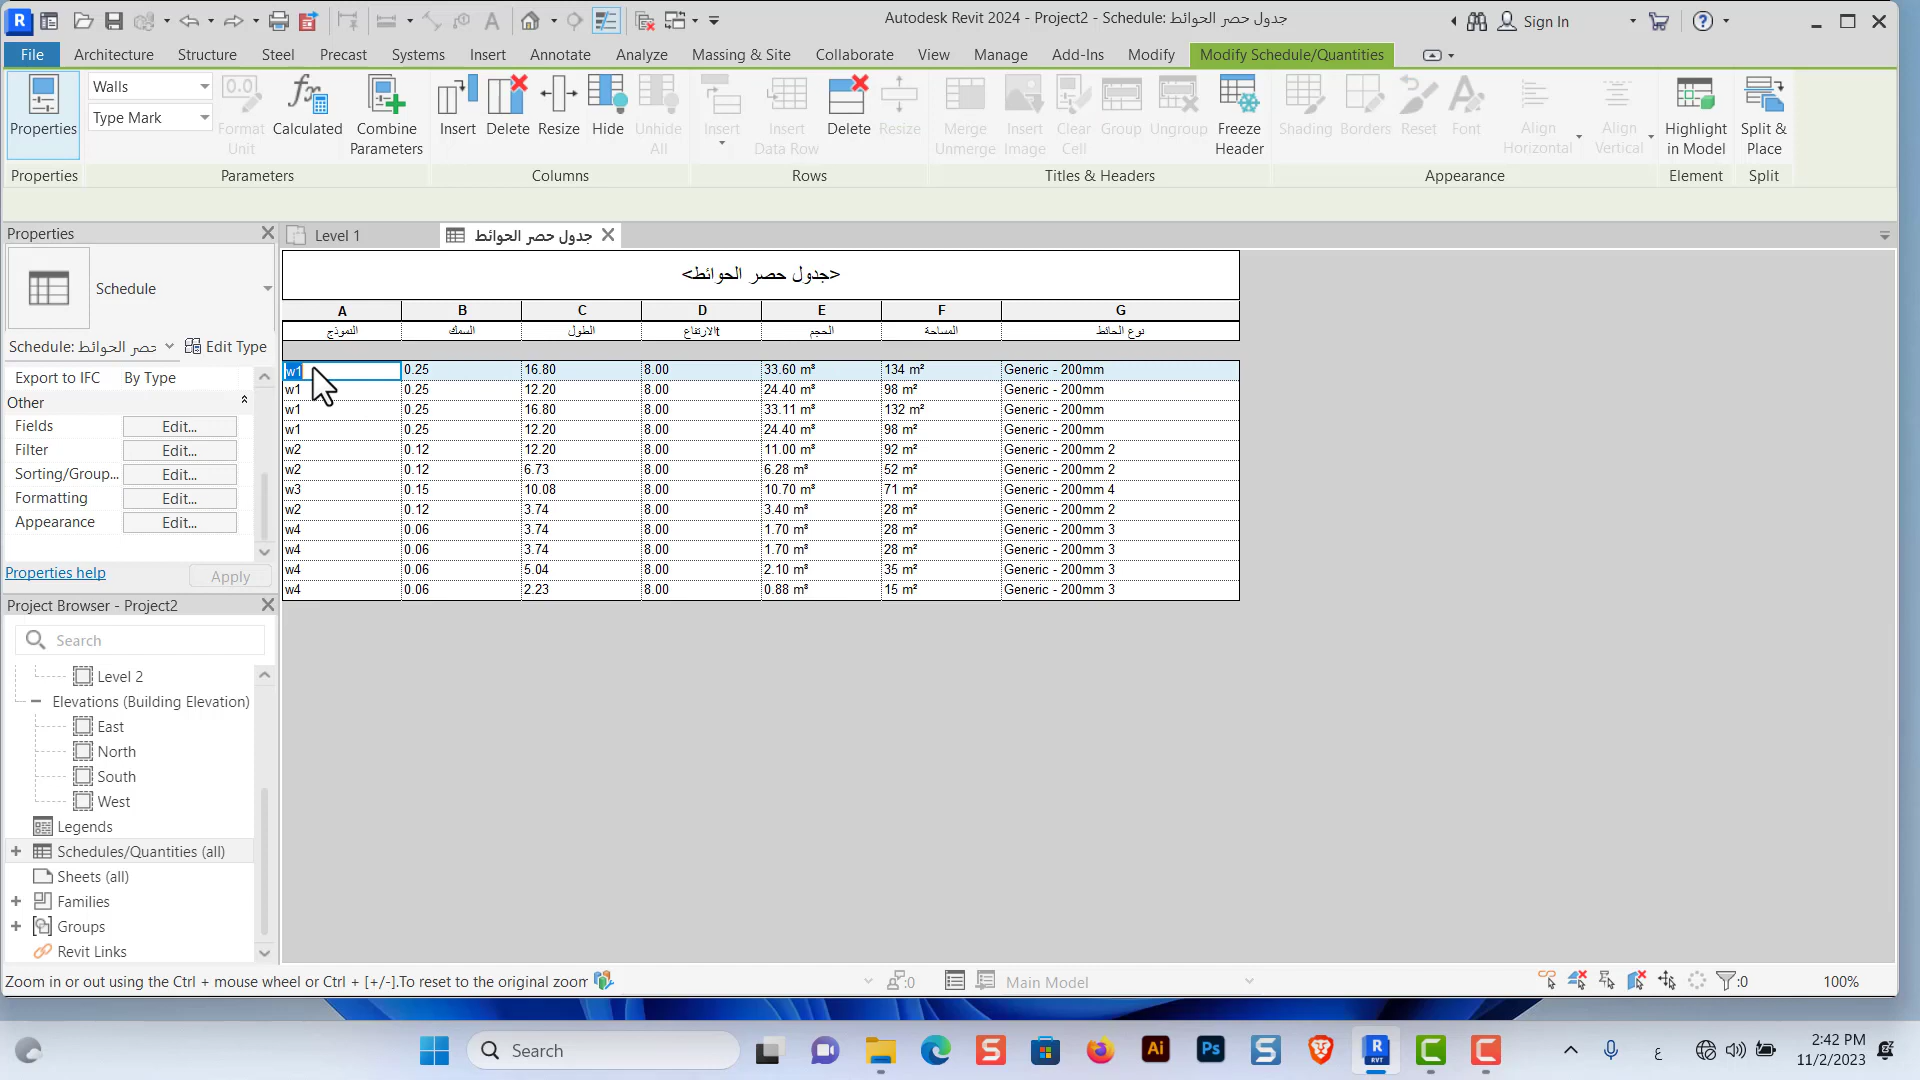 Autodesk Revit 2024 - Project2 - Schedule: جدول حصر الحوائط
Sign In
File Architecture Structure Steel Precast Systems Insert Annotate Analyze Massing & Site Collaborate View Manage Add-Ins Modify Modify Schedule/Quantities
Properties
Walls
Type Mark
Format Unit
Calculated
Combine Parameters
Insert
Delete
Resize
Hide
Unhide All
Insert
Insert Data Row
Delete
Resize
Merge Unmerge
Insert Image
Clear Cell
Group
Ungroup
Freeze Header
Shading
Borders
Reset
Font
Align Horizontal
Align Vertical
Highlight in Model
Split & Place
Properties Parameters Columns Rows Titles & Headers Appearance Element Split
Properties
Level 1
جدول حصر الحوائط
Schedule
Schedule: حصر الحوائط
Edit Type
Export to IFC By Type
Other
Fields Edit...
Filter Edit...
Sorting/Group... Edit...
Formatting Edit...
Appearance Edit...
Properties help
Apply
Project Browser - Project2
Search
Level 2
Elevations (Building Elevation)
East
North
South
West
Legends
Schedules/Quantities (all)
Sheets (all)
Families
Groups
Revit Links
<جدول حصر الحوائط>
A B C D E F G
النموذج السمك الطول الارتفاعt الحجم المساحة نوع الحائط
w1 0.25 16.80 8.00 33.60 m³ 134 m² Generic - 200mm
w1 0.25 12.20 8.00 24.40 m³ 98 m² Generic - 200mm
w1 0.25 16.80 8.00 33.11 m³ 132 m² Generic - 200mm
w1 0.25 12.20 8.00 24.40 m³ 98 m² Generic - 200mm
w2 0.12 12.20 8.00 11.00 m³ 92 m² Generic - 200mm 2
w2 0.12 6.73 8.00 6.28 m³ 52 m² Generic - 200mm 2
w3 0.15 10.08 8.00 10.70 m³ 71 m² Generic - 200mm 4
w2 0.12 3.74 8.00 3.40 m³ 28 m² Generic - 200mm 2
w4 0.06 3.74 8.00 1.70 m³ 28 m² Generic - 200mm 3
w4 0.06 3.74 8.00 1.70 m³ 28 m² Generic - 200mm 3
w4 0.06 5.04 8.00 2.10 m³ 35 m² Generic - 200mm 3
w4 0.06 2.23 8.00 0.88 m³ 15 m² Generic - 200mm 3
Zoom in or out using the Ctrl + mouse wheel or Ctrl + [+/-].To reset to the original zoom
:0
Main Model
:0
100%
Search
ع
2:42 PM
11/2/2023